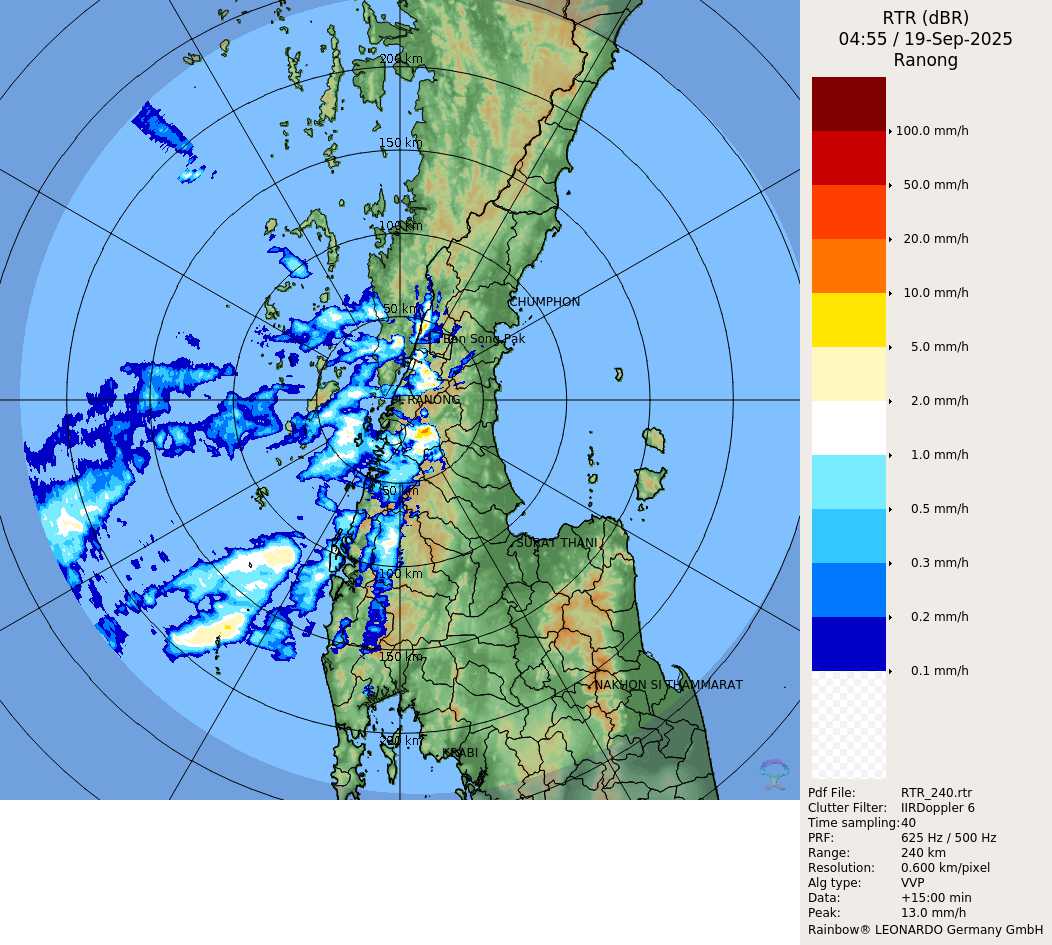 RTR (dBR)
04:55 / 19-Sep-2025
Ranong
100.0 mm/h
50.0 mm/h
20.0 mm/h
10.0 mm/h
5.0 mm/h
2.0 mm/h
1.0 mm/h
0.5 mm/h
0.3 mm/h
0.2 mm/h
0.1 mm/h
200 km
150 km
100 km
50 km
CHUMPHON
Ban Song Pak
RANONG
50 km
SURAT THANI
100 km
150 km
NAKHON SI THAMMARAT
200 km
KRABI
Pdf File: RTR_240.rtr
Clutter Filter: IIRDoppler 6
Time sampling:40
PRF: 625 Hz / 500 Hz
Range: 240 km
Resolution: 0.600 km/pixel
Alg type: VVP
Data: +15:00 min
Peak: 13.0 mm/h
Rainbow® LEONARDO Germany GmbH